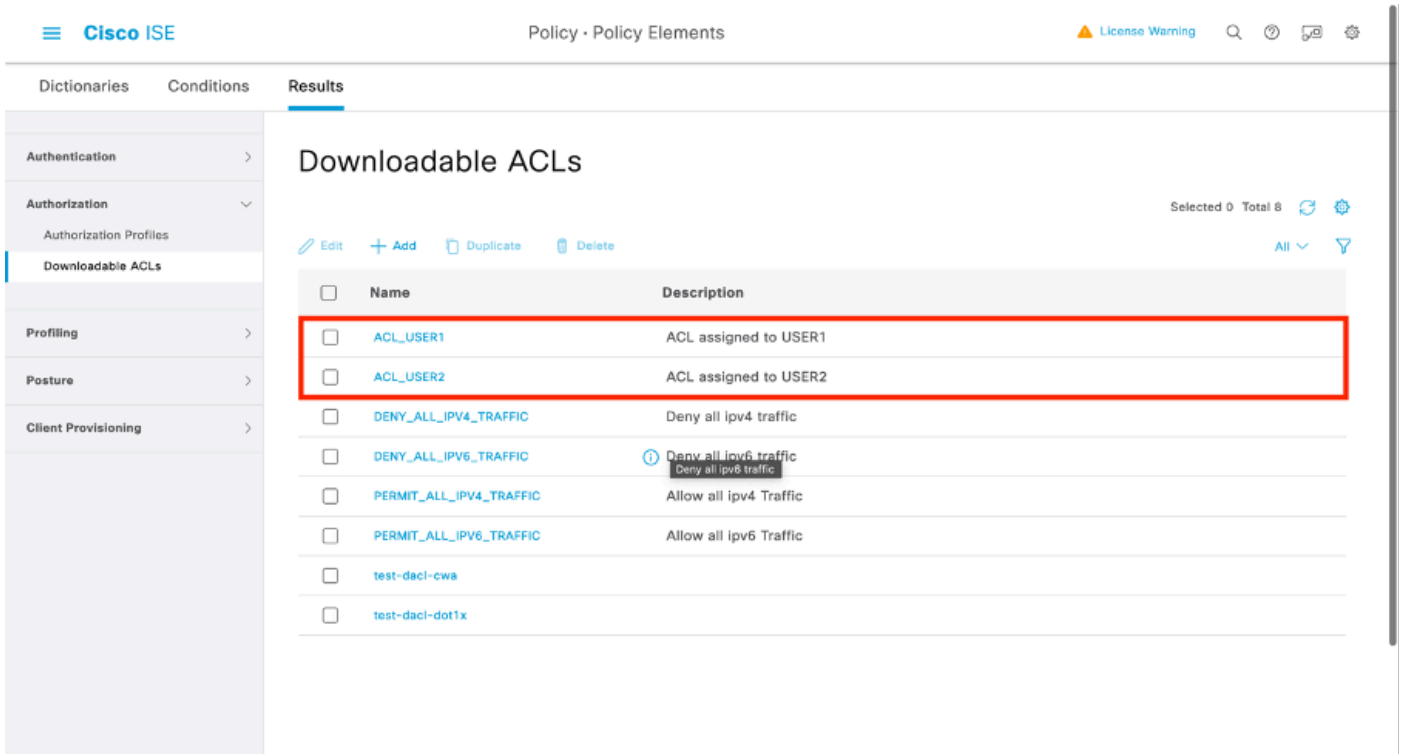 Cisco ISE
Policy · Policy Elements
License Warning
Dictionaries Conditions Results
Authentication
Authorization
Authorization Profiles
Downloadable ACLs
Profiling
Posture
Client Provisioning
Downloadable ACLs
Selected 0 Total 8
Edit Add Duplicate Delete
All
Name Description
ACL_USER1 ACL assigned to USER1
ACL_USER2 ACL assigned to USER2
DENY_ALL_IPV4_TRAFFIC Deny all ipv4 traffic
DENY_ALL_IPV6_TRAFFIC Deny all ipv6 traffic
Deny all ipv6 traffic
PERMIT_ALL_IPV4_TRAFFIC Allow all ipv4 Traffic
PERMIT_ALL_IPV6_TRAFFIC Allow all ipv6 Traffic
test-dacl-cwa
test-dacl-dot1x